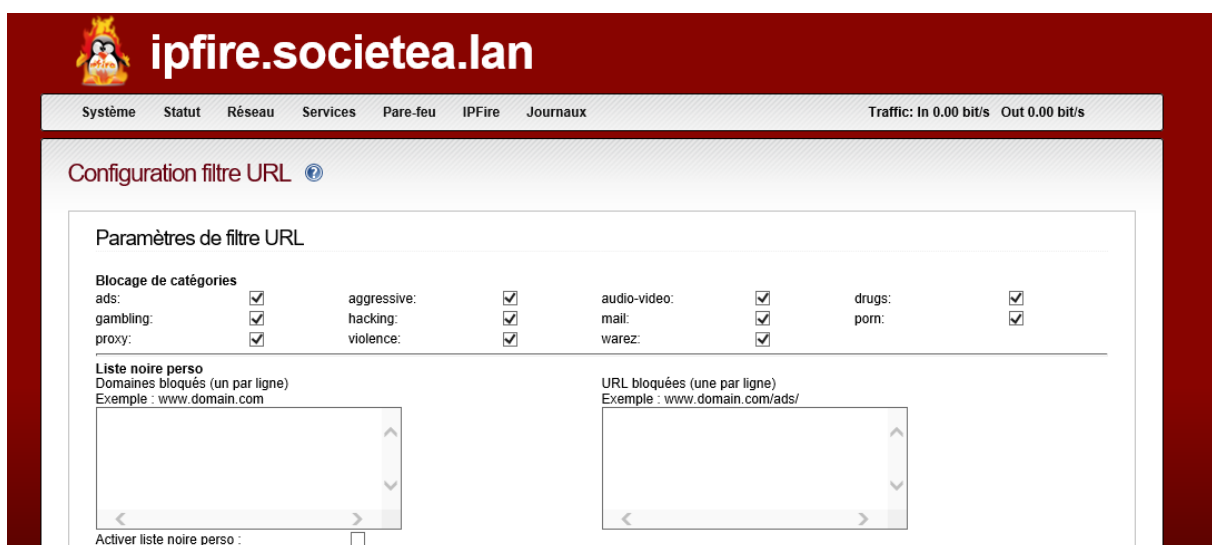 ipfire.societea.lan
Système Statut Réseau Services Pare-feu IPFire Journaux Traffic: In 0.00 bit/s Out 0.00 bit/s
Configuration filtre URL
Paramètres de filtre URL
Blocage de catégories
ads: aggressive: audio-video: drugs:
gambling: hacking: mail: porn:
proxy: violence: warez:
Liste noire perso
Domaines bloqués (un par ligne) URL bloquées (une par ligne)
Exemple : www.domain.com Exemple : www.domain.com/ads/
Activer liste noire perso :